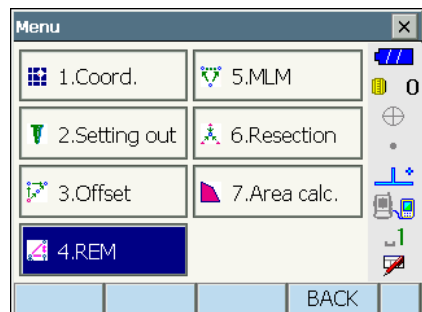 Menu
1.Coord.
5.MLM
0
2.Setting out
6.Resection
3.Offset
7.Area calc.
4.REM
1
BACK